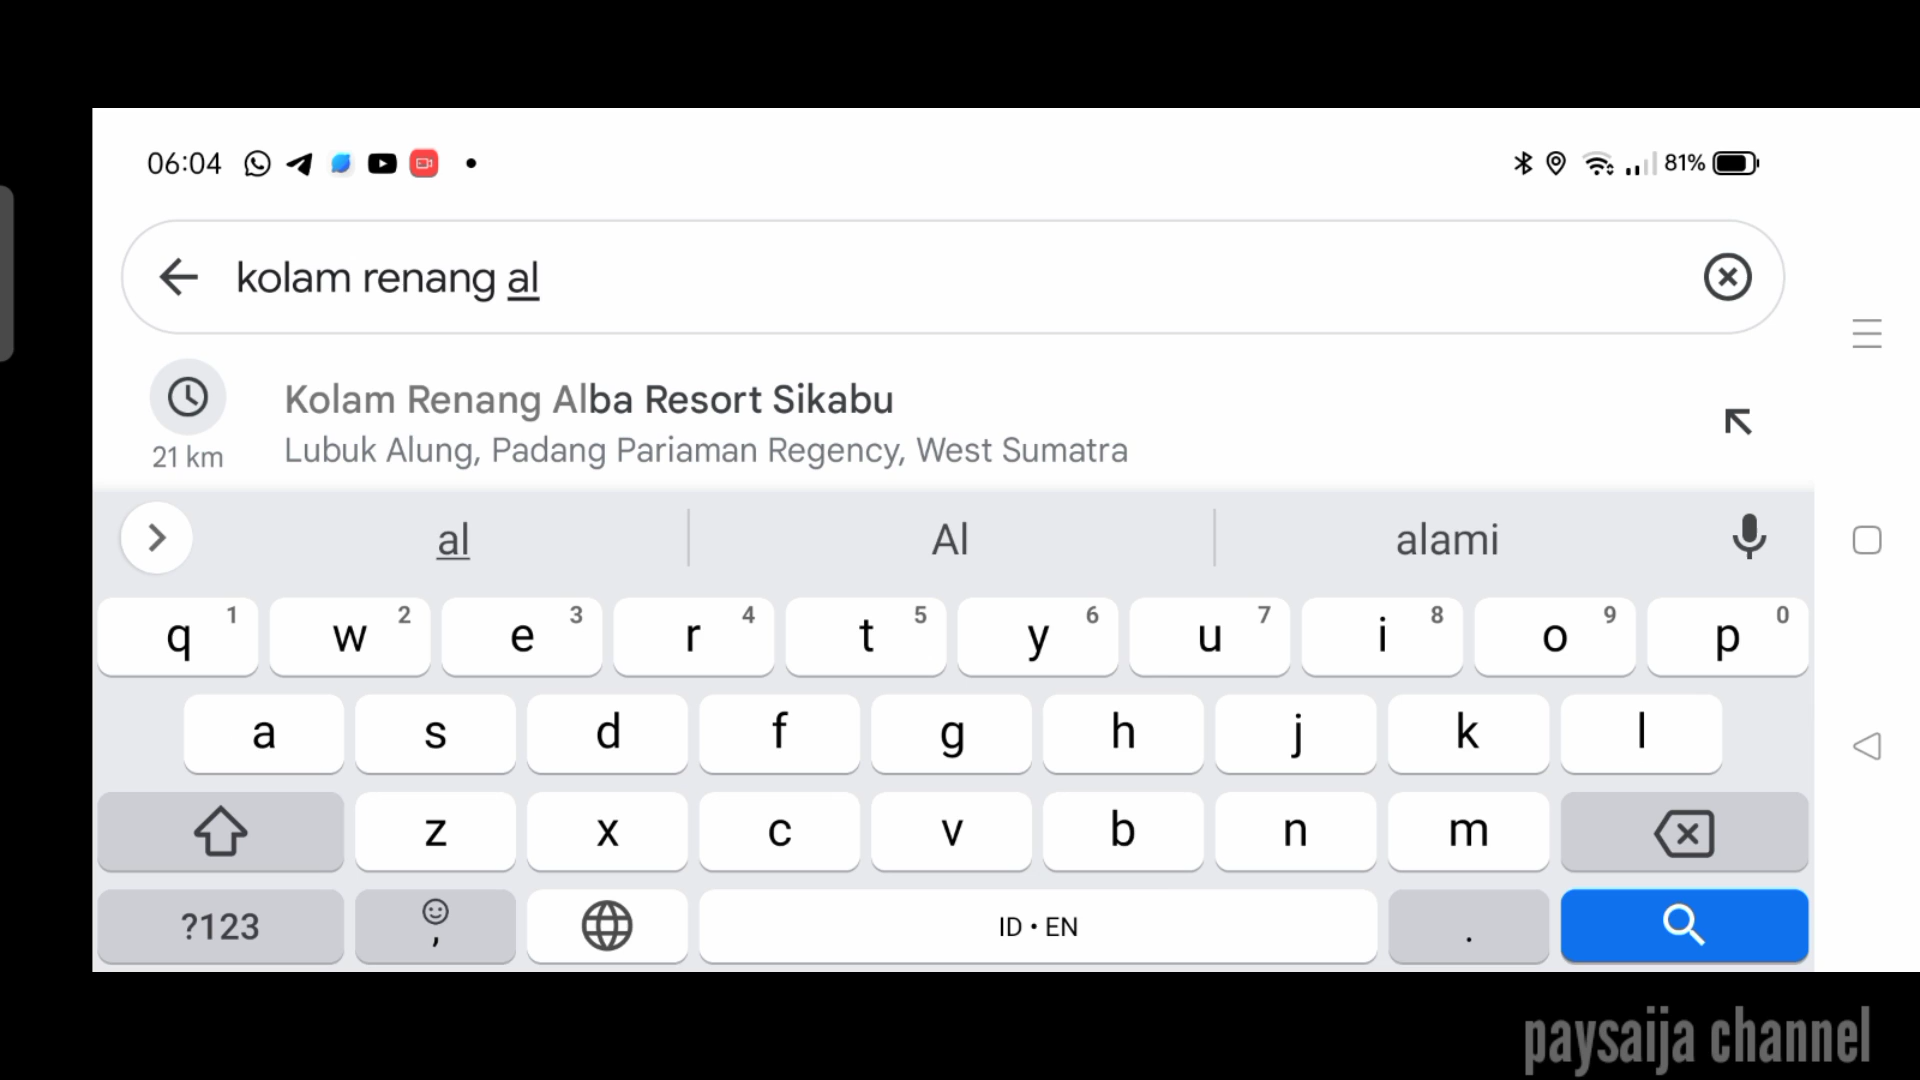 06:04
81%
kolam renang al
Kolam Renang Alba Resort Sikabu
21 km
Lubuk Alung, Padang Pariaman Regency, West Sumatra
al Al alami
q 1 w 2 e 3 r 4 t 5 y 6 u 7 i 8 o 9 p 0
a s d f g h j k l
z x c v b n m
?123 , ID • EN .
paysaija channel